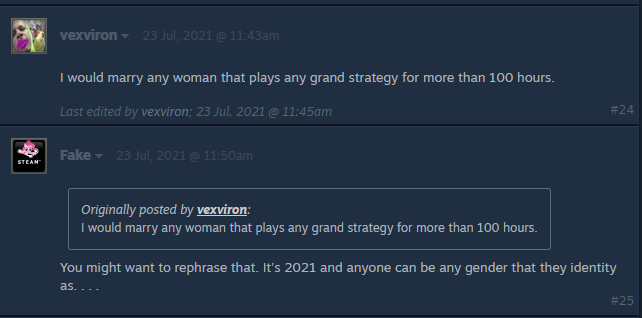 vexviron 23 Jul, 2021 @ 11:43am
I would marry any woman that plays any grand strategy for more than 100 hours.
Last edited by vexviron; 23 Jul, 2021 @ 11:45am
#24
Fake 23 Jul, 2021 @ 11:50am
STEAM
Originally posted by vexviron:
I would marry any woman that plays any grand strategy for more than 100 hours.
You might want to rephrase that. It's 2021 and anyone can be any gender that they identity
as. . . .
#25